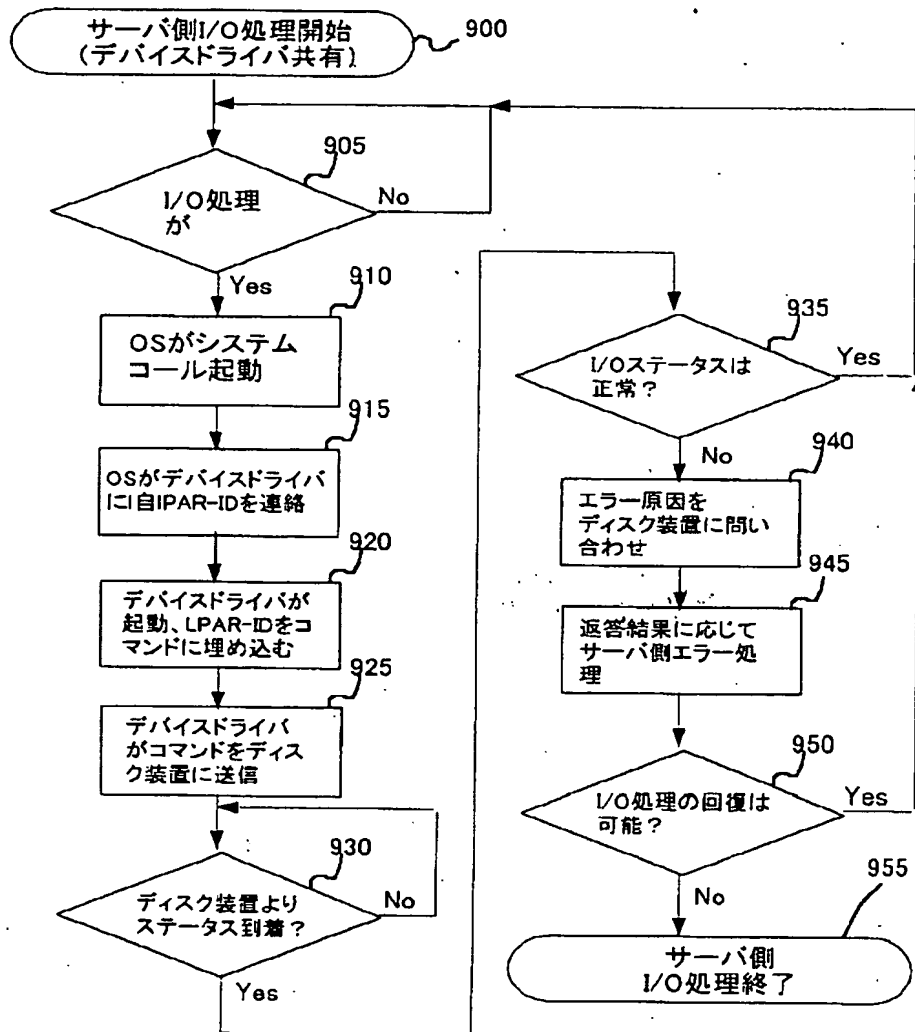 サーバ側I/O処理開始
(デバイスドライバ共有)
900
905
I/O処理
が
No
Yes
910
OSがシステム
コール起動
915
OSがデバイスドライバ
にI自IPAR-IDを連絡
920
デバイスドライバが
起動、LPAR-IDをコ
マンドに埋め込む
925
デバイスドライバ
がコマンドをディス
ク装置に送信
930
ディスク装置より
ステータス到着?
No
Yes
935
I/Oステータスは
正常?
Yes
No
940
エラー原因を
ディスク装置に問い
合わせ
945
返答結果に応じて
サーバ側エラー処
理
950
I/O処理の回復は
可能?
Yes
No
955
サーバ側
I/O処理終了